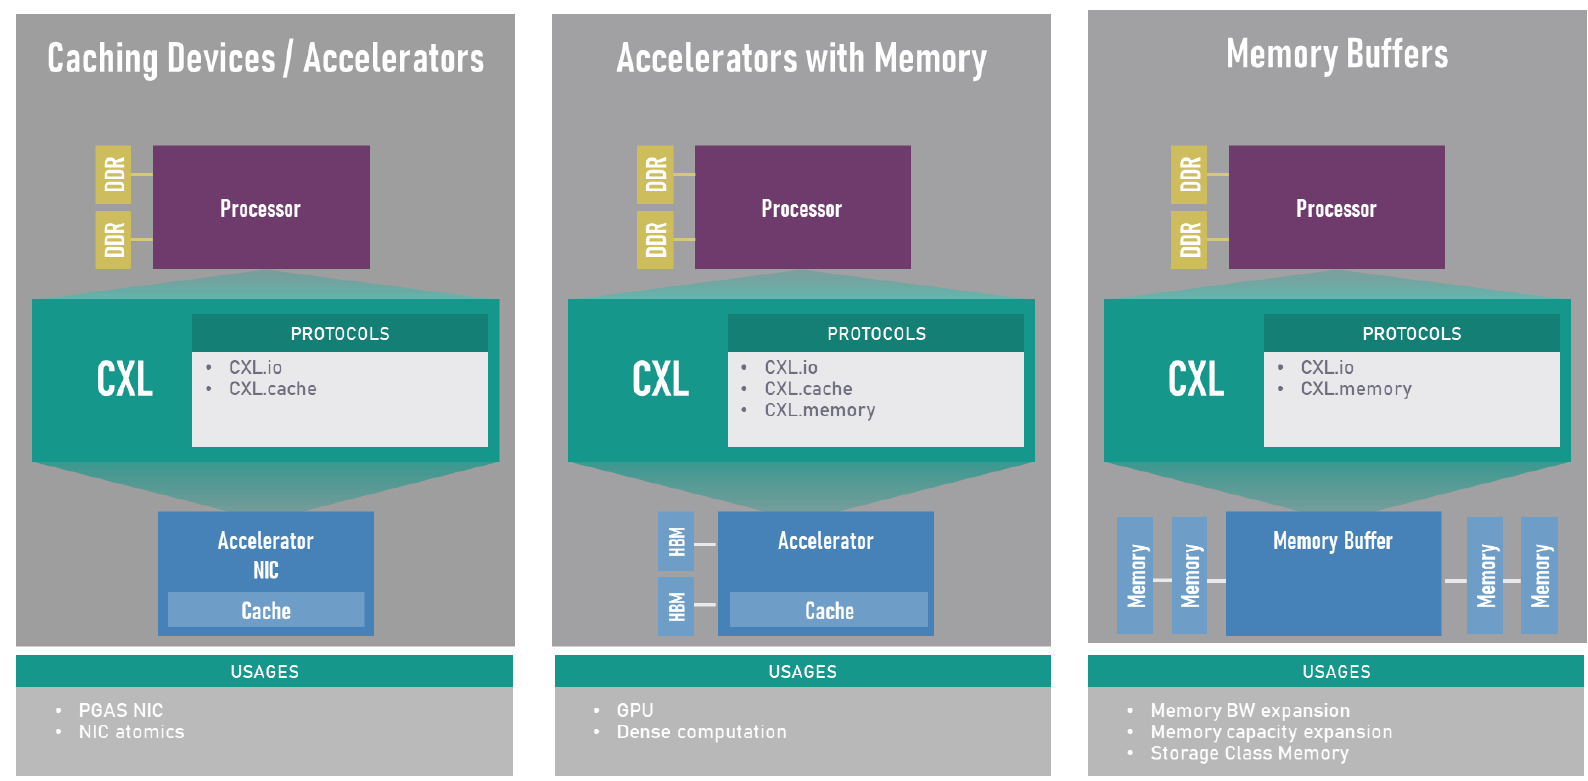 Caching Devices / Accelerators
DDR
DDR
Processor
CXL
PROTOCOLS
• CXL.io
• CXL.cache
Accelerator
NIC
Cache
USAGES
• PGAS NIC
• NIC atomics
Accelerators with Memory
DDR
DDR
Processor
CXL
PROTOCOLS
• CXL.io
• CXL.cache
• CXL.memory
HBM
HBM
Accelerator
Cache
USAGES
• GPU
• Dense computation
Memory Buffers
DDR
DDR
Processor
CXL
PROTOCOLS
• CXL.io
• CXL.memory
Memory
Memory
Memory Buffer
Memory
Memory
USAGES
• Memory BW expansion
• Memory capacity expansion
• Storage Class Memory